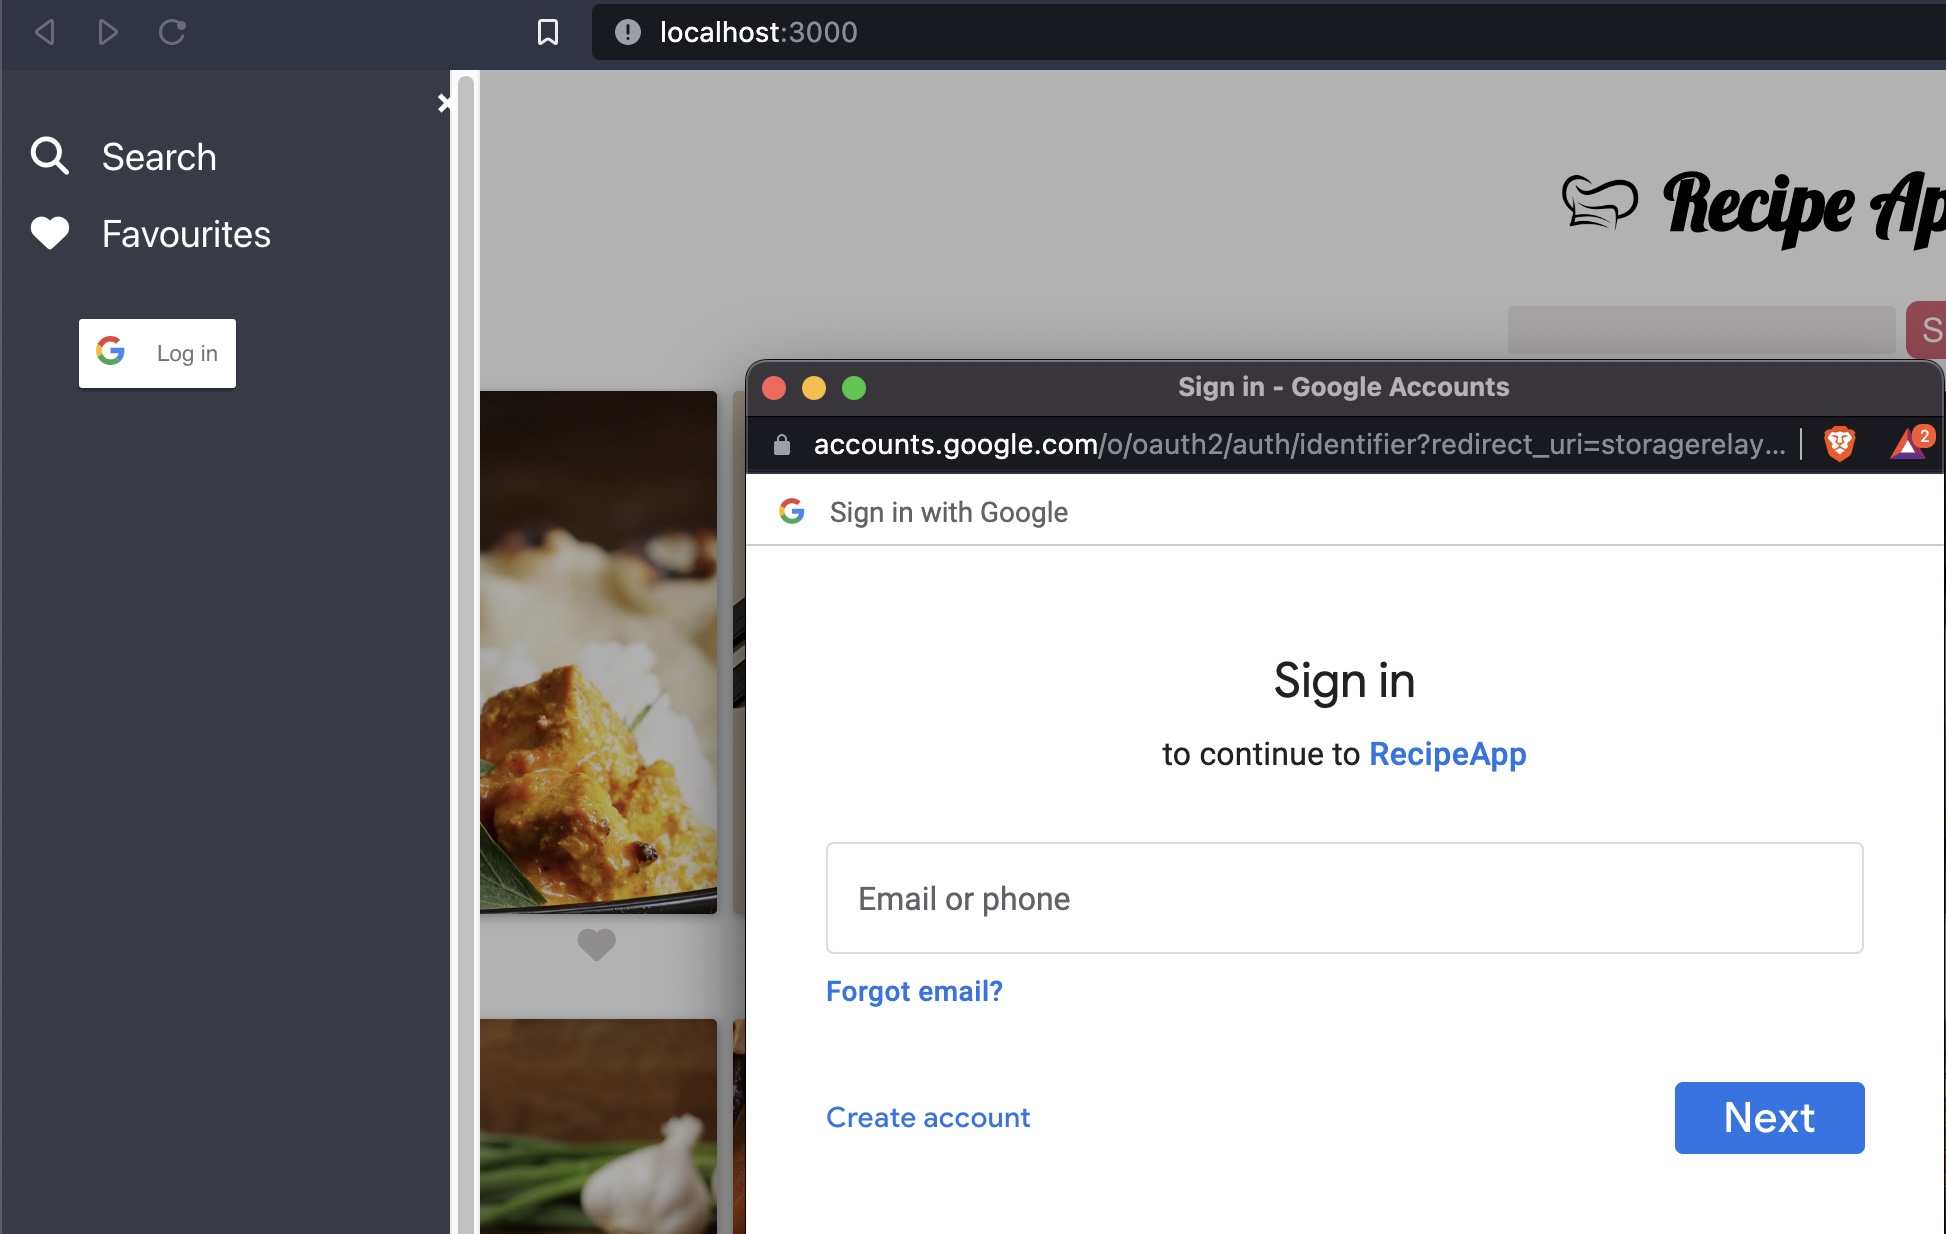 localhost:3000
Search
Favourites
Log in
Recipe Ap
S
Sign in - Google Accounts
accounts.google.com/o/oauth2/auth/identifier?redirect_uri=storagerelay...
2
Sign in with Google
Sign in
to continue to RecipeApp
Email or phone
Forgot email?
Create account
Next